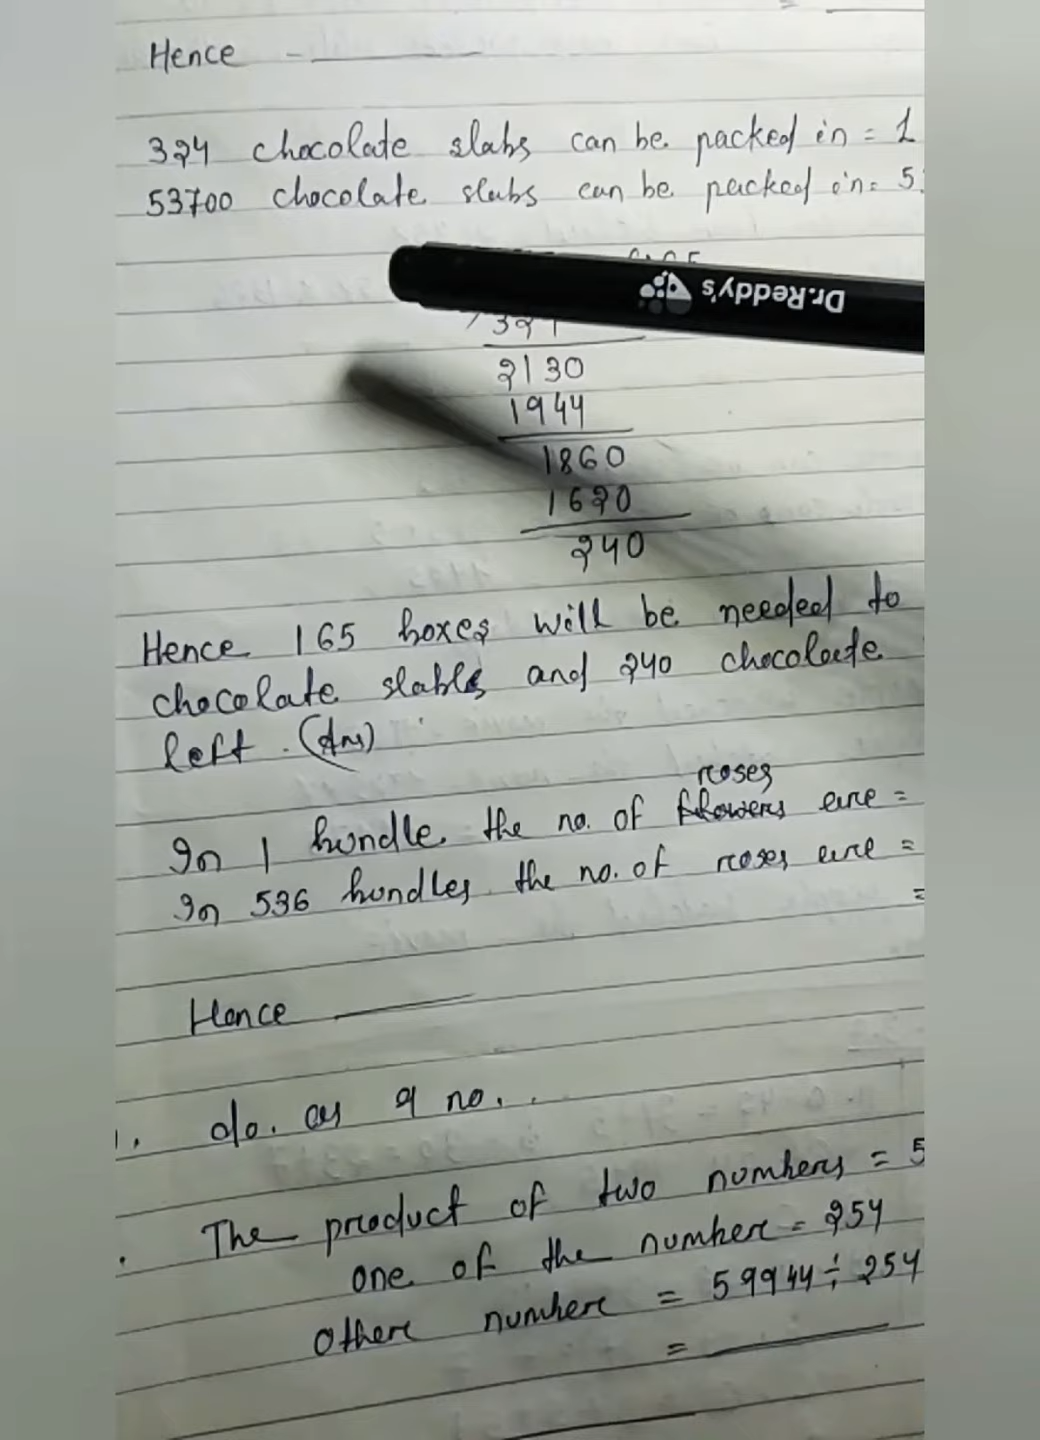 Hence
324 chocolate slabs can be packed in = 1
53700 chocolate slabs can be packed in = 5
Dr.Reddy's
324
2130
1944
1860
1620
240
Hence 165 boxes will be needed to
chocolate slabs and 240 chocolate
left. (Ans)
roses
In 1 bundle the no. of flowers are =
In 536 bundles the no. of roses are =
=
Hence
1. do. as 9 no..
The product of two numbers = 5
one of the number = 254
Other number = 59944 ÷ 254
=